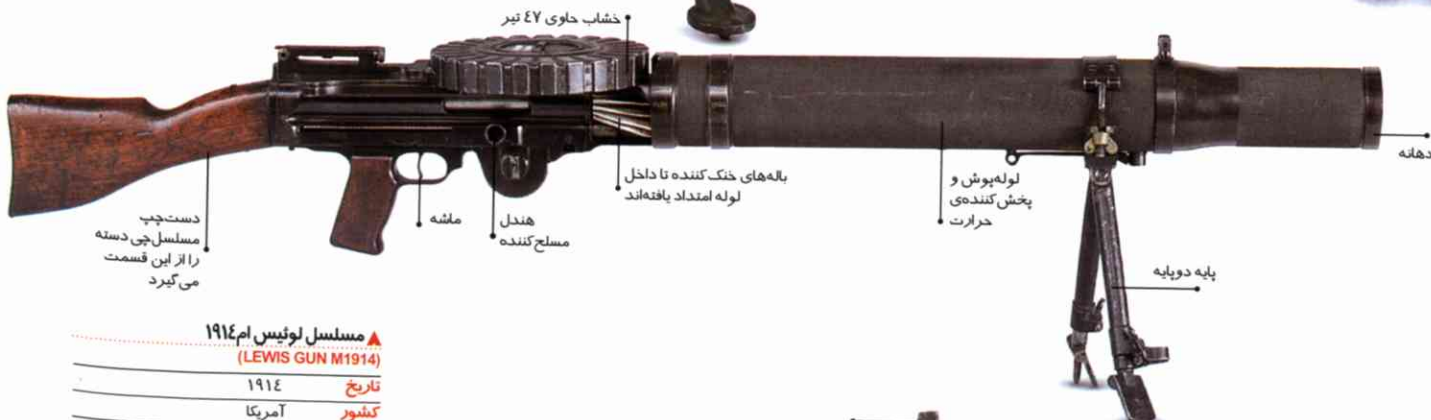 خشاب حاوی ٤٧ تیر
دهانه
باله‌های خنک‌کننده تا داخل
لوله امتداد یافته‌اند
لوله‌پوش و
پخش‌کننده‌ی
حرارت
هندل
مسلح‌کننده
ماشه
دست‌چپ
مسلسل‌چی دسته
را از این قسمت
می‌گیرد
پایه دوپایه
▲ مسلسل لوئیس ام١٩١٤
(LEWIS GUN M1914)
تاریخ ١٩١٤
کشور آمریکا